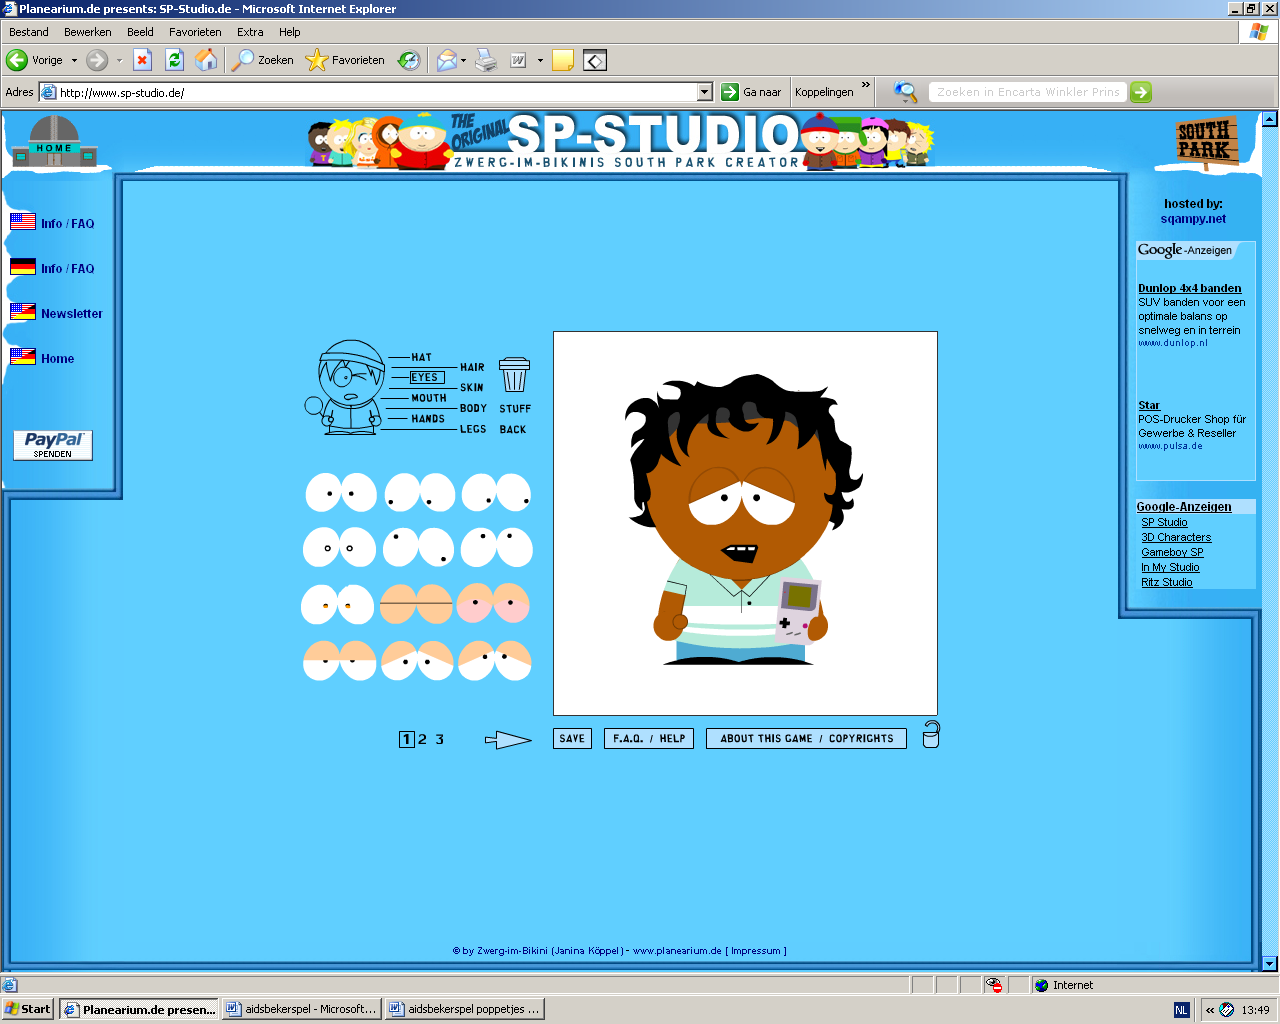 Planearium.de presents: SP-Studio.de - Microsoft Internet Explorer
Bestand Bewerken Beeld Favorieten Extra Help
Vorige Zoeken Favorieten
Adres http://www.sp-studio.de/ Ga naar Koppelingen » Zoeken in Encarta Winkler Prins
HOME
THE ORIGINAL SP-STUDIO
ZWERG-IM-BIKINIS SOUTH PARK CREATOR
SOUTH PARK
Info / FAQ
Info / FAQ
Newsletter
Home
PayPal
SPENDEN
HAT
HAIR
EYES
SKIN
MOUTH
BODY
HANDS
LEGS
STUFF
BACK
1 2 3
SAVE
F.A.Q. / HELP
ABOUT THIS GAME / COPYRIGHTS
hosted by:
sqampy.net
Google-Anzeigen
Dunlop 4x4 banden
SUV banden voor een
optimale balans op
snelweg en in terrein
www.dunlop.nl
Star
POS-Drucker Shop für
Gewerbe & Reseller
www.pulsa.de
Google-Anzeigen
SP Studio
3D Characters
Gameboy SP
In My Studio
Ritz Studio
© by Zwerg-im-Bikini (Janina Köppel) - www.planearium.de [ Impressum ]
Internet
Start Planearium.de presen... aidsbekerspel - Microsoft... aidsbekerspel poppetjes ... NL « 13:49